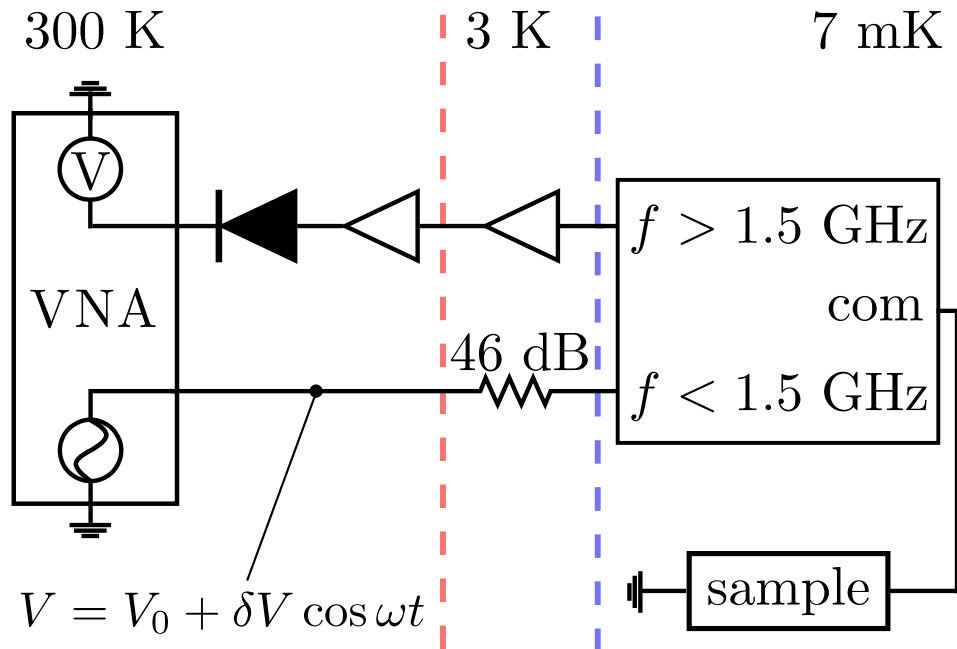 300 K 3 K 7 mK
V
f > 1.5 GHz
VNA
com
46 dB
f < 1.5 GHz
V = V₀ + δV cos ωt
sample